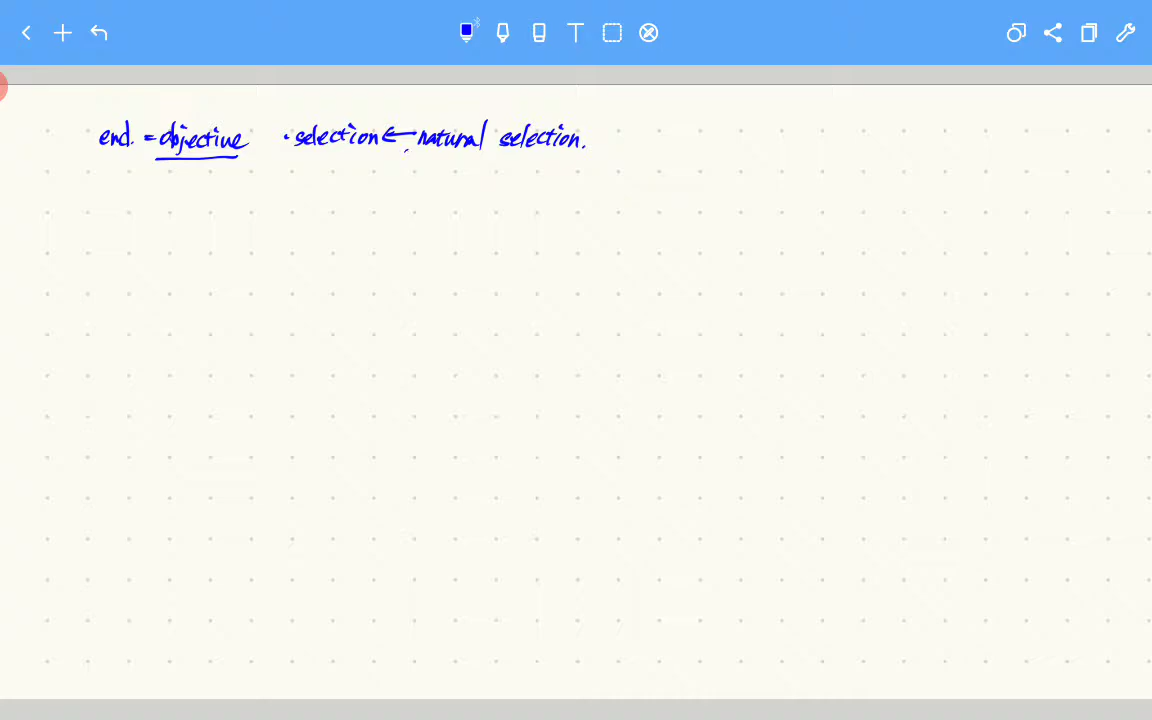 end. = objective · selection ← natural selection.